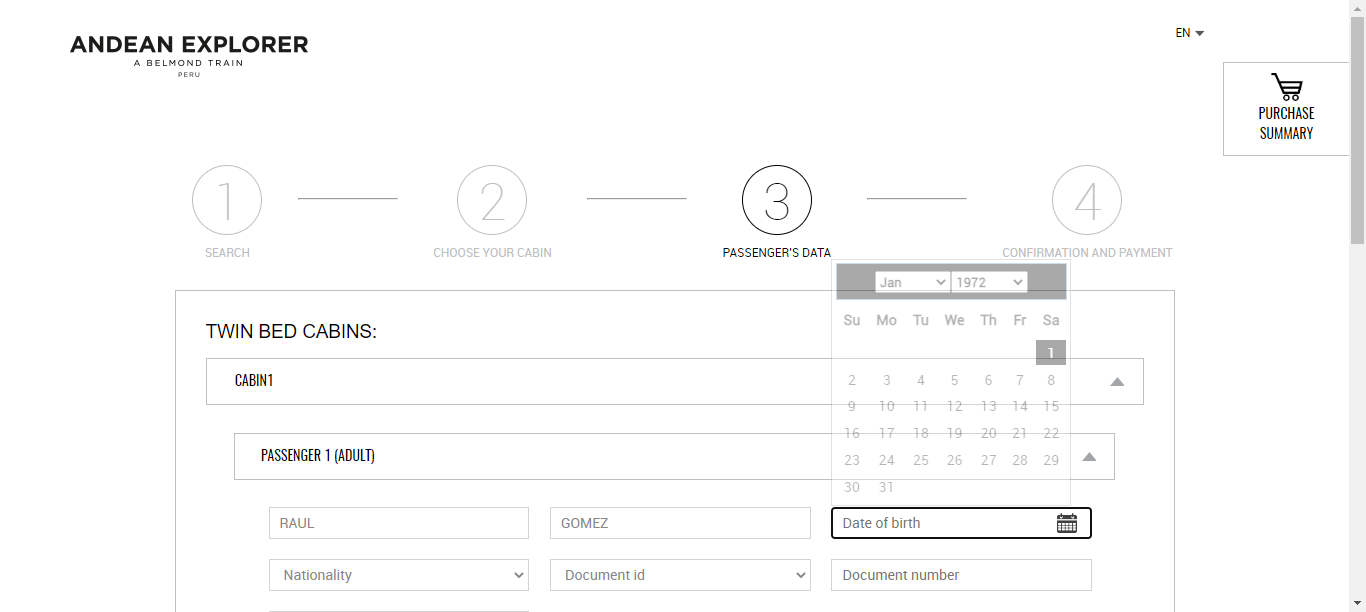 ANDEAN EXPLORER
A BELMOND TRAIN
PERU
EN
PURCHASE
SUMMARY
1
2
3
4
SEARCH
CHOOSE YOUR CABIN
PASSENGER'S DATA
CONFIRMATION AND PAYMENT
Jan 1972
Su Mo Tu We Th Fr Sa
1
2 3 4 5 6 7 8
9 10 11 12 13 14 15
16 17 18 19 20 21 22
23 24 25 26 27 28 29
30 31
TWIN BED CABINS:
CABIN1
PASSENGER 1 (ADULT)
RAUL
GOMEZ
Date of birth
Nationality
Document id
Document number